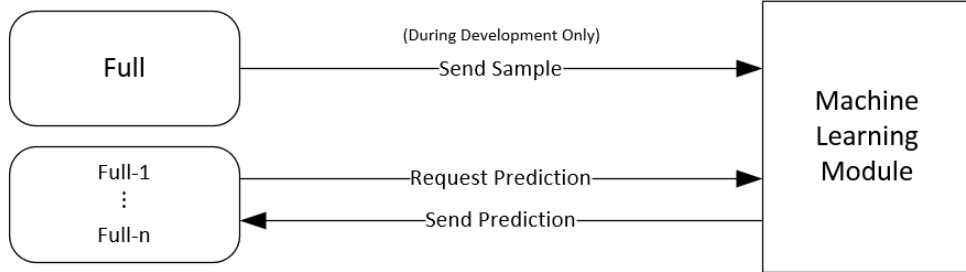 (During Development Only)
Full
Send Sample
Machine
Learning
Module
Full-1
⋮
Full-n
Request Prediction
Send Prediction